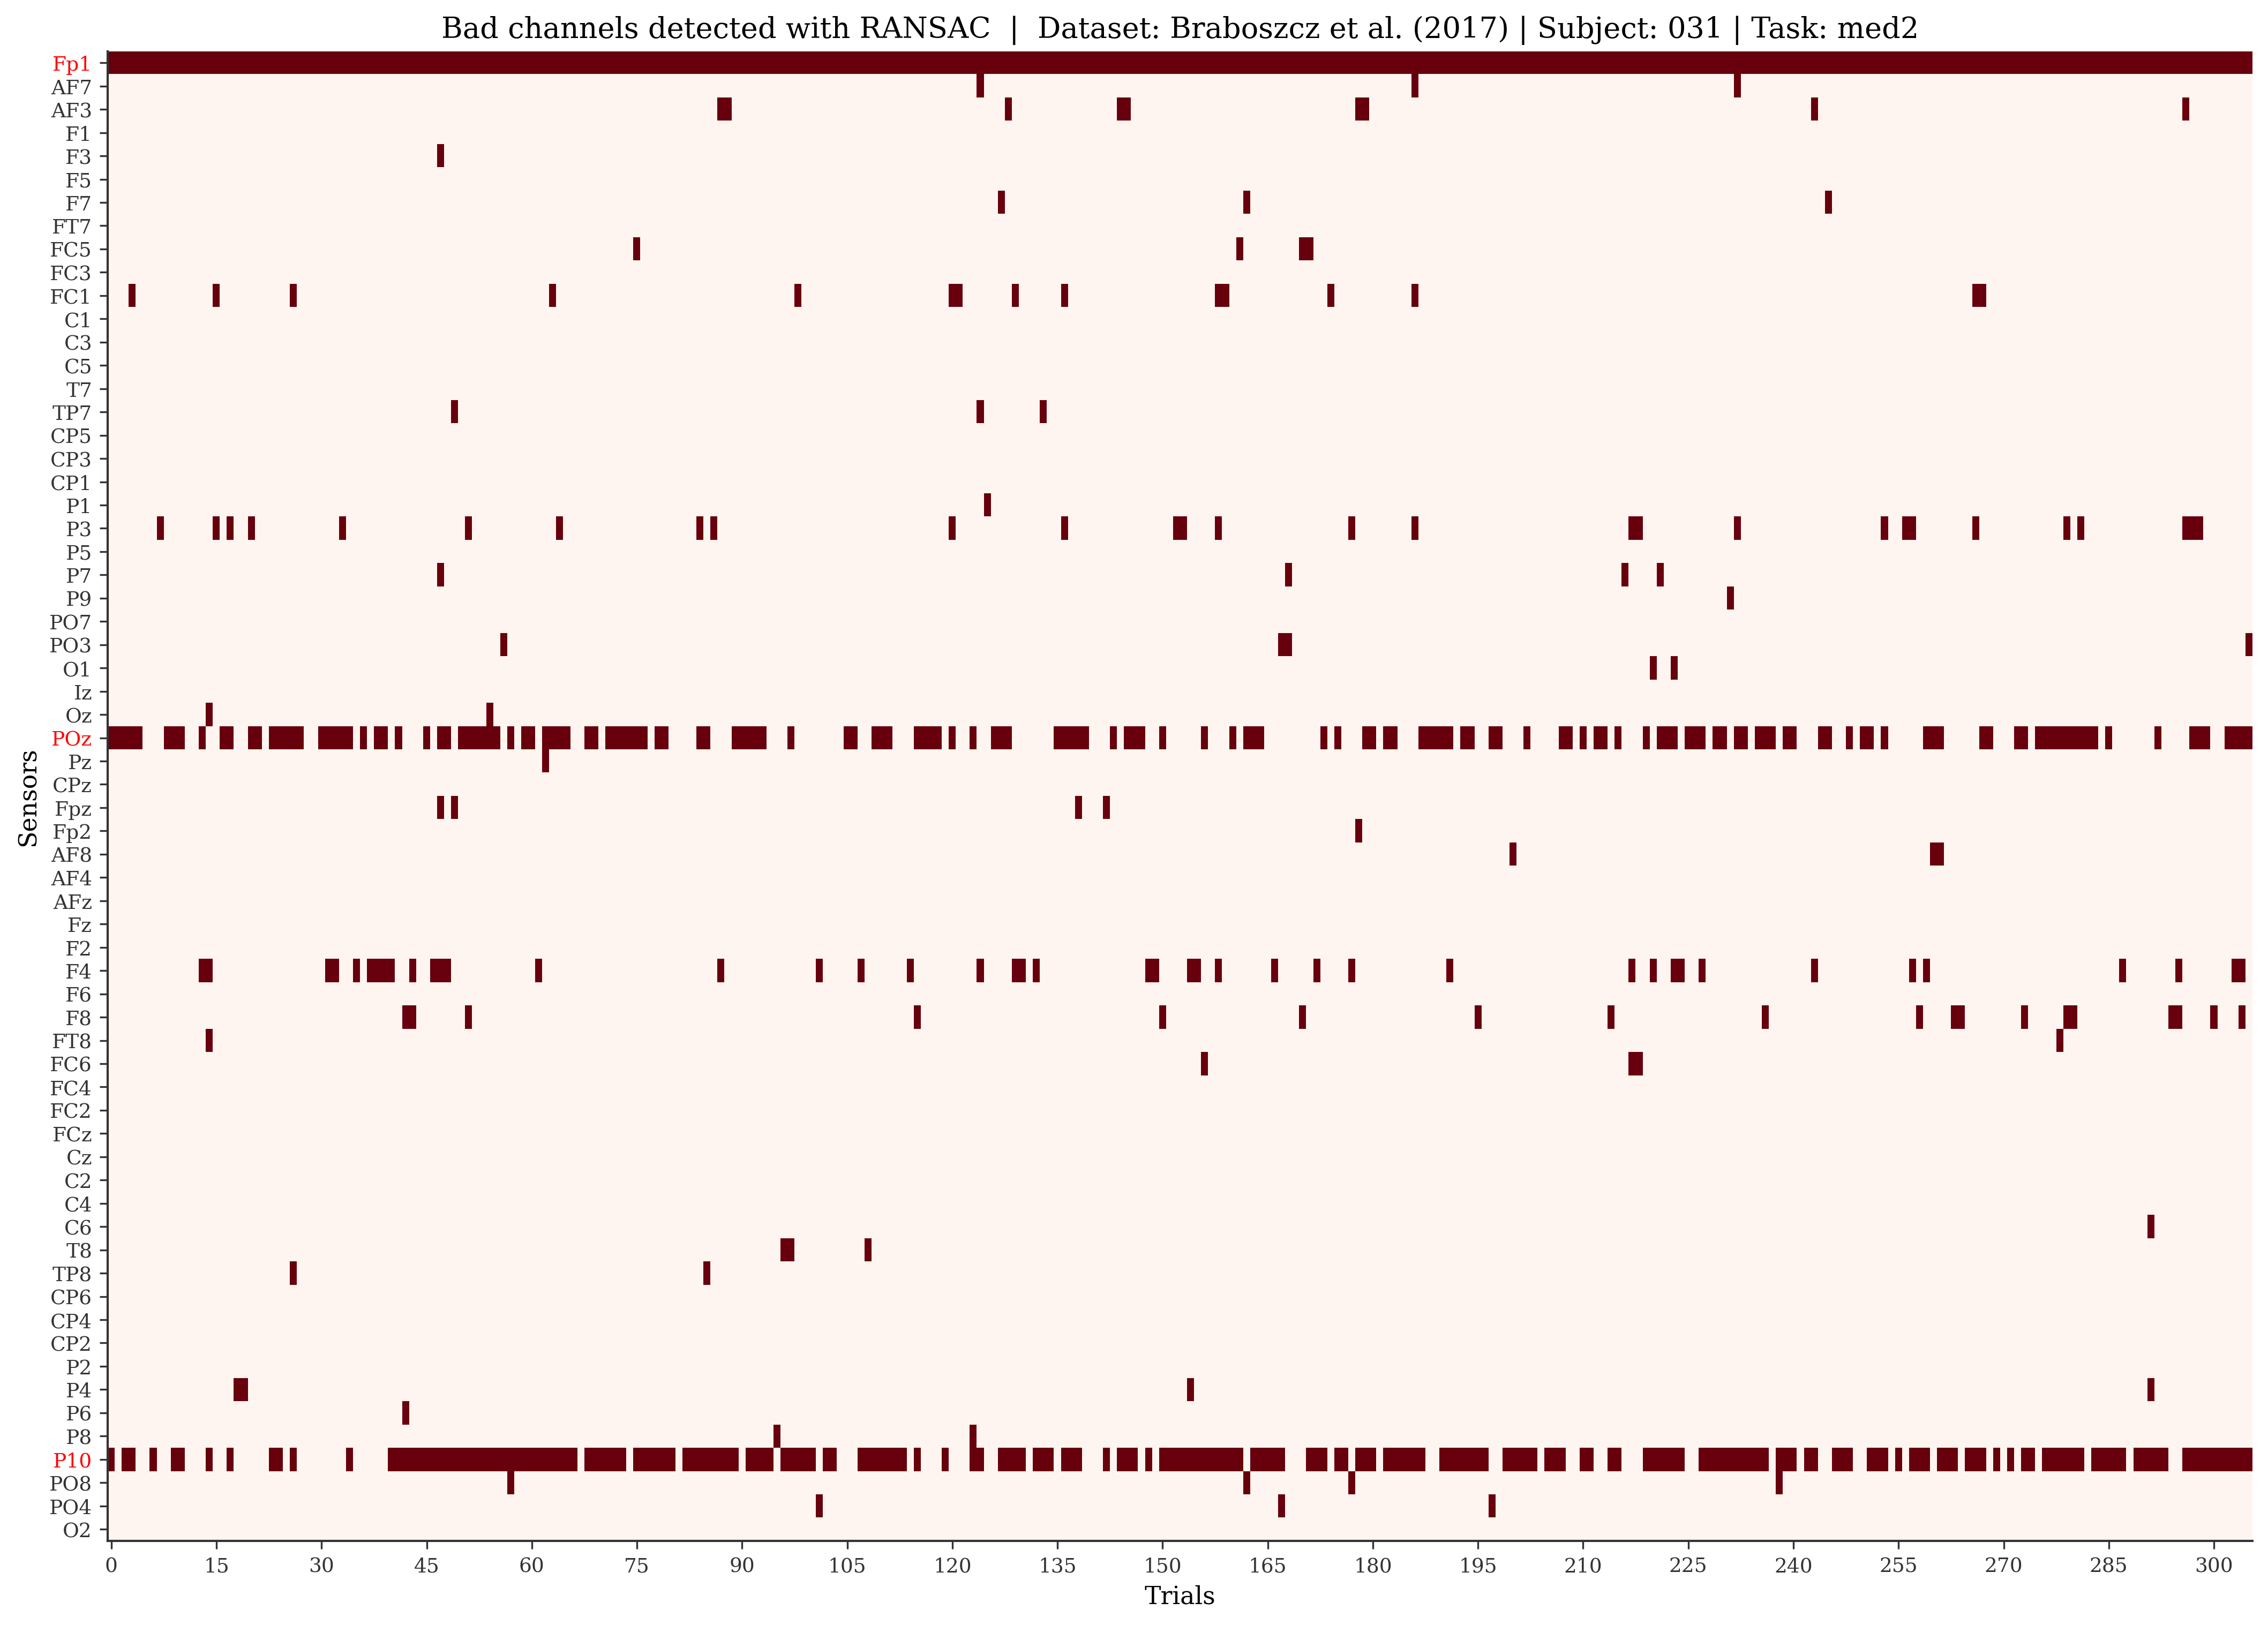 Bad channels detected with RANSAC | Dataset: Braboszcz et al. (2017) | Subject: 031 | Task: med2
Fp1
AF7
AF3
F1
F3
F5
F7
FT7
FC5
FC3
FC1
C1
C3
C5
T7
TP7
CP5
CP3
CP1
P1
P3
P5
P7
P9
PO7
PO3
O1
Iz
Oz
POz
Pz
CPz
Fpz
Fp2
AF8
AF4
AFz
Fz
F2
F4
F6
F8
FT8
FC6
FC4
FC2
FCz
Cz
C2
C4
C6
T8
TP8
CP6
CP4
CP2
P2
P4
P6
P8
P10
PO8
PO4
O2
Sensors
0 15 30 45 60 75 90 105 120 135 150 165 180 195 210 225 240 255 270 285 300
Trials